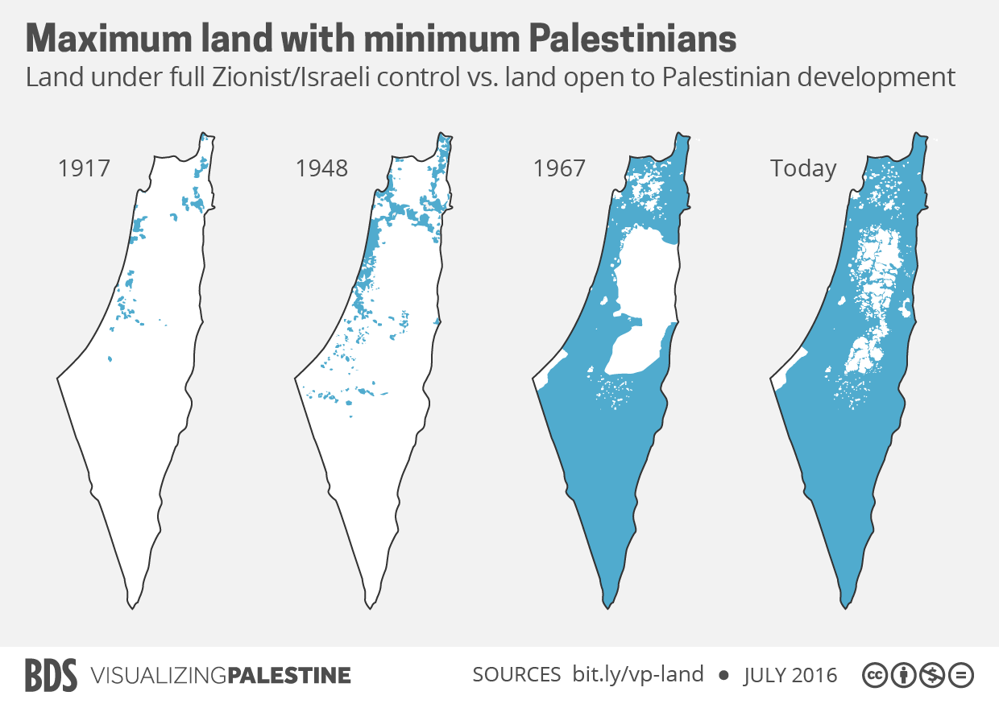 Maximum land with minimum Palestinians
Land under full Zionist/Israeli control vs. land open to Palestinian development
1917
1948
1967
Today
BDS VISUALIZINGPALESTINE
SOURCES bit.ly/vp-land ● JULY 2016
cc $ =